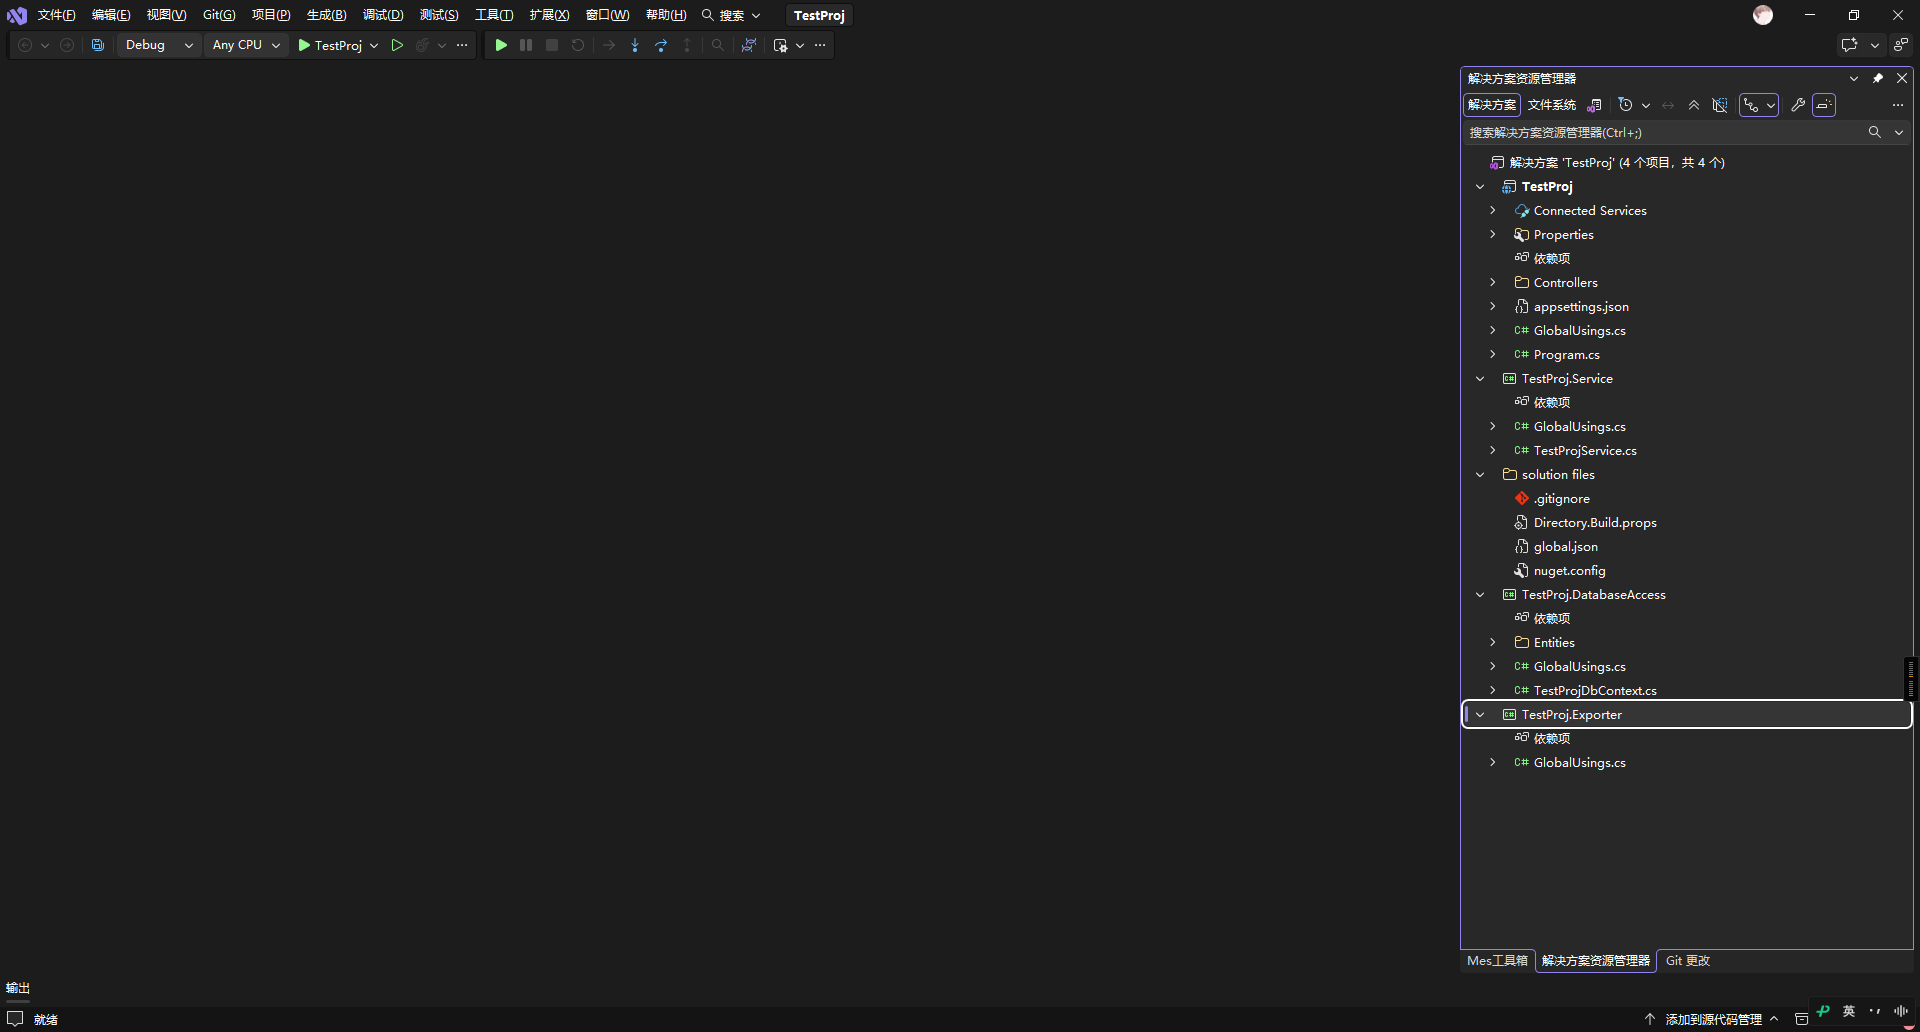 文件(F) 编辑(E) 视图(V) Git(G) 项目(P) 生成(B) 调试(D) 测试(S) 工具(T) 扩展(X) 窗口(W) 帮助(H) 搜索 TestProj
Debug Any CPU TestProj
解决方案资源管理器
解决方案 文件系统
搜索解决方案资源管理器(Ctrl+;)
解决方案 'TestProj' (4 个项目，共 4 个)
TestProj
Connected Services
Properties
依赖项
Controllers
appsettings.json
C# GlobalUsings.cs
C# Program.cs
C# TestProj.Service
依赖项
C# GlobalUsings.cs
C# TestProjService.cs
solution files
.gitignore
Directory.Build.props
global.json
nuget.config
C# TestProj.DatabaseAccess
依赖项
Entities
C# GlobalUsings.cs
C# TestProjDbContext.cs
C# TestProj.Exporter
依赖项
C# GlobalUsings.cs
Mes工具箱 解决方案资源管理器 Git 更改
输出
就绪 添加到源代码管理 英